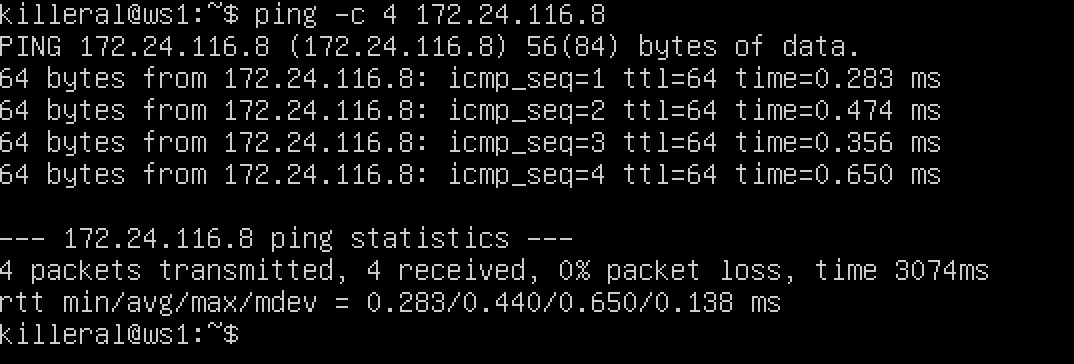 killeral@ws1:~$ ping -c 4 172.24.116.8
PING 172.24.116.8 (172.24.116.8) 56(84) bytes of data.
64 bytes from 172.24.116.8: icmp_seq=1 ttl=64 time=0.283 ms
64 bytes from 172.24.116.8: icmp_seq=2 ttl=64 time=0.474 ms
64 bytes from 172.24.116.8: icmp_seq=3 ttl=64 time=0.356 ms
64 bytes from 172.24.116.8: icmp_seq=4 ttl=64 time=0.650 ms

--- 172.24.116.8 ping statistics ---
4 packets transmitted, 4 received, 0% packet loss, time 3074ms
rtt min/avg/max/mdev = 0.283/0.440/0.650/0.138 ms
killeral@ws1:~$